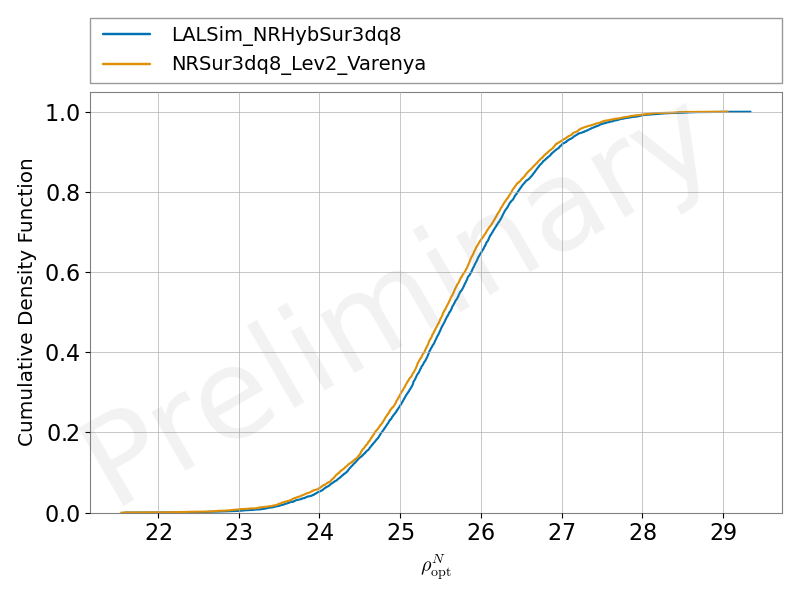 LALSim_NRHybSur3dq8
NRSur3dq8_Lev2_Varenya
1.0
0.8
0.6
0.4
0.2
0.0
Cumulative Density Function
Preliminary
22 23 24 25 26 27 28 29
ρ^N_opt